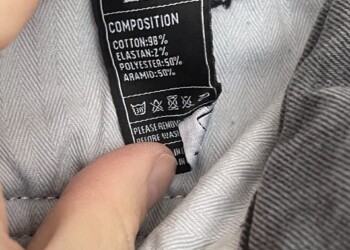 COMPOSITION
COTTON:98%
ELASTAN:2%
POLYESTER:50%
ARAMID:50%
PLEASE REMOV
BEFORE WASH